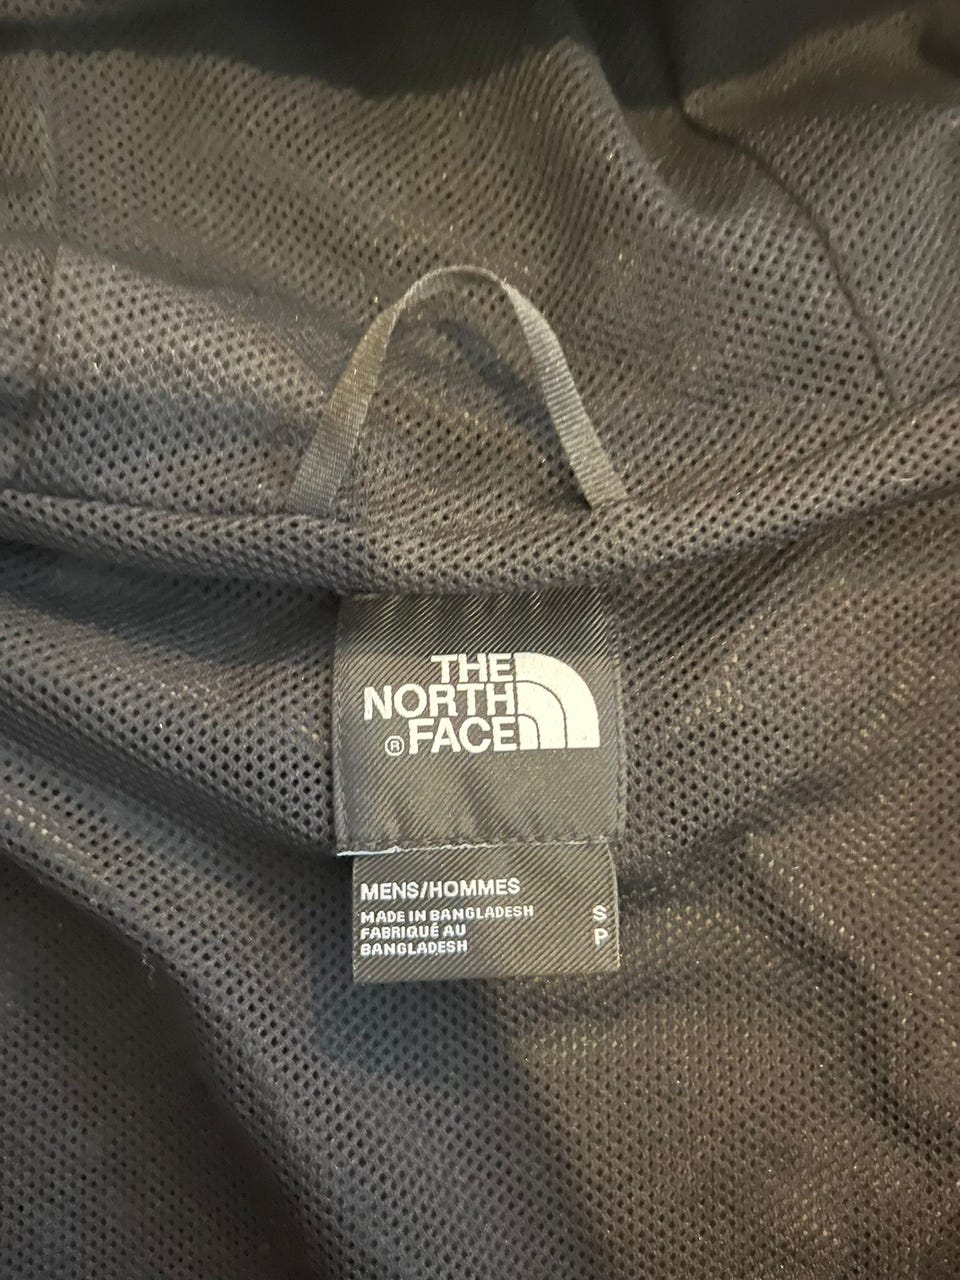 THE
NORTH
® FACE
MENS/HOMMES
MADE IN BANGLADESH S
FABRIQUÉ AU P
BANGLADESH